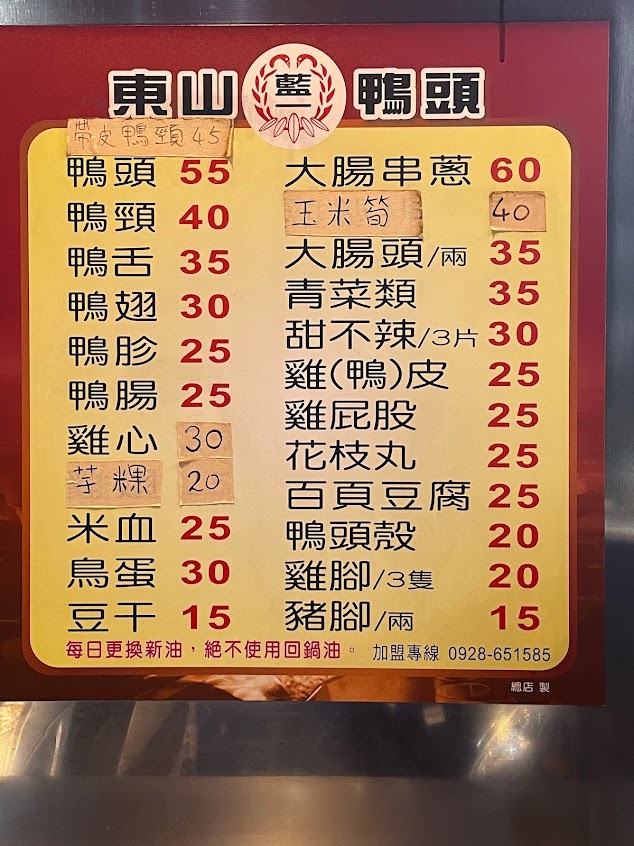 東山 藍一 鴨頭
帶皮鴨頸 45
鴨頭 55
鴨頸 40
鴨舌 35
鴨翅 30
鴨胗 25
鴨腸 25
雞心 30
芋粿 20
米血 25
鳥蛋 30
豆干 15
大腸串蔥 60
玉米筍 40
大腸頭/兩 35
青菜類 35
甜不辣/3片 30
雞(鴨)皮 25
雞屁股 25
花枝丸 25
百頁豆腐 25
鴨頭殼 20
雞腳/3隻 20
豬腳/兩 15
每日更換新油，絕不使用回鍋油。 加盟專線 0928-651585
總店 製